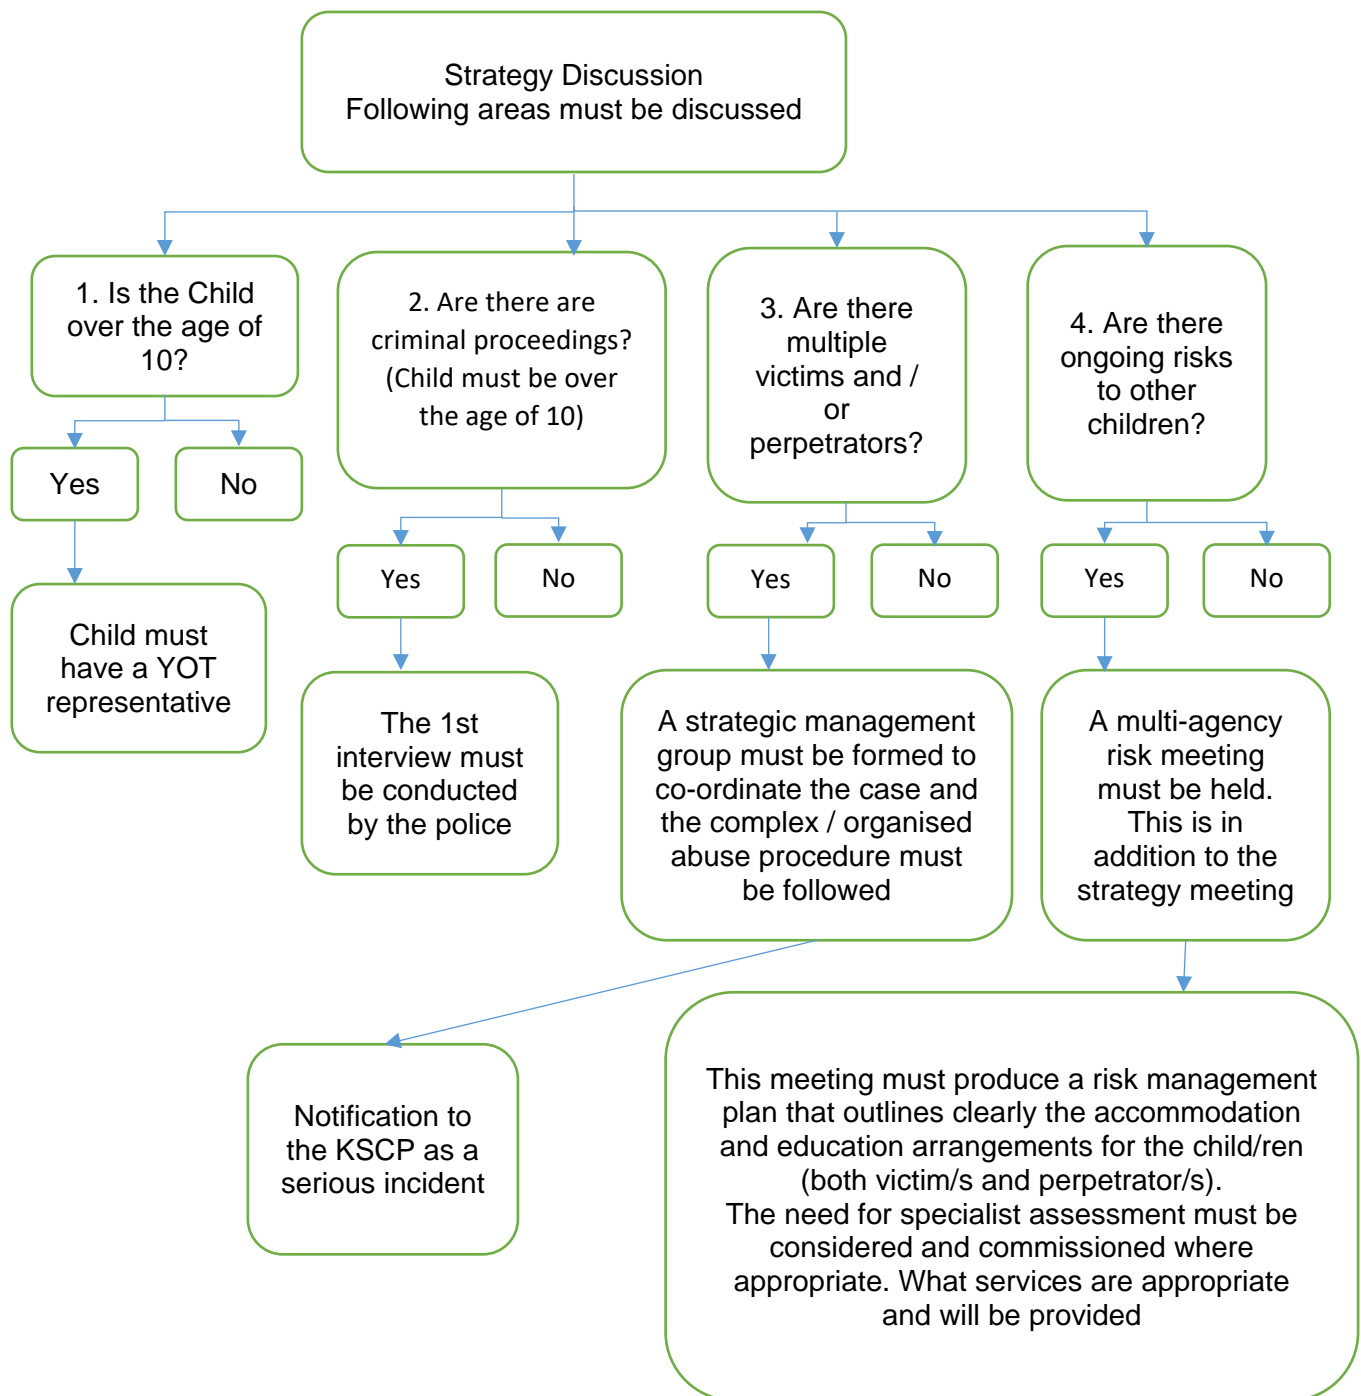 Strategy Discussion
Following areas must be discussed
1. Is the Child
over the age of
10?
2. Are there are
criminal proceedings?
(Child must be over
the age of 10)
3. Are there
multiple
victims and /
or
perpetrators?
4. Are there
ongoing risks
to other
children?
Yes
No
Yes
No
Yes
No
Yes
No
Child must
have a YOT
representative
The 1st
interview must
be conducted
by the police
A strategic management
group must be formed to
co-ordinate the case and
the complex / organised
abuse procedure must
be followed
A multi-agency
risk meeting
must be held.
This is in
addition to the
strategy meeting
Notification to
the KSCP as a
serious incident
This meeting must produce a risk management
plan that outlines clearly the accommodation
and education arrangements for the child/ren
(both victim/s and perpetrator/s).
The need for specialist assessment must be
considered and commissioned where
appropriate. What services are appropriate
and will be provided